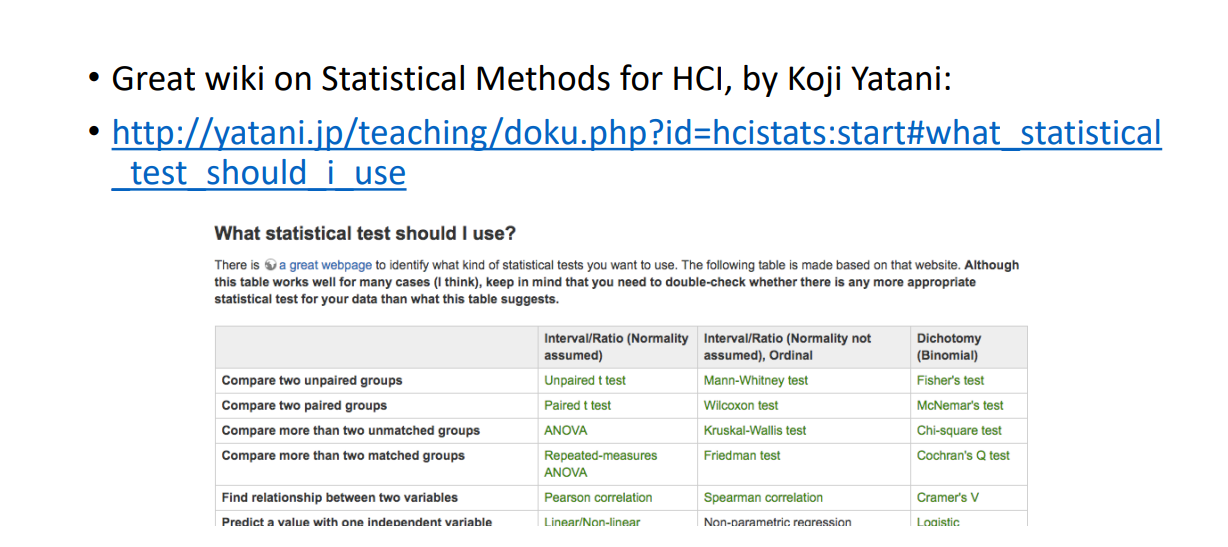 • Great wiki on Statistical Methods for HCI, by Koji Yatani:
• http://yatani.jp/teaching/doku.php?id=hcistats:start#what_statistical
_test_should_i_use
What statistical test should I use?
There is a great webpage to identify what kind of statistical tests you want to use. The following table is made based on that website. Although
this table works well for many cases (I think), keep in mind that you need to double-check whether there is any more appropriate
statistical test for your data than what this table suggests.
Interval/Ratio (Normality Interval/Ratio (Normality not Dichotomy
assumed) assumed), Ordinal (Binomial)
Compare two unpaired groups Unpaired t test Mann-Whitney test Fisher's test
Compare two paired groups Paired t test Wilcoxon test McNemar's test
Compare more than two unmatched groups ANOVA Kruskal-Wallis test Chi-square test
Compare more than two matched groups Repeated-measures Friedman test Cochran's Q test
ANOVA
Find relationship between two variables Pearson correlation Spearman correlation Cramer's V
Predict a value with one independent variable Linear/Non-linear Non-parametric regression Logistic